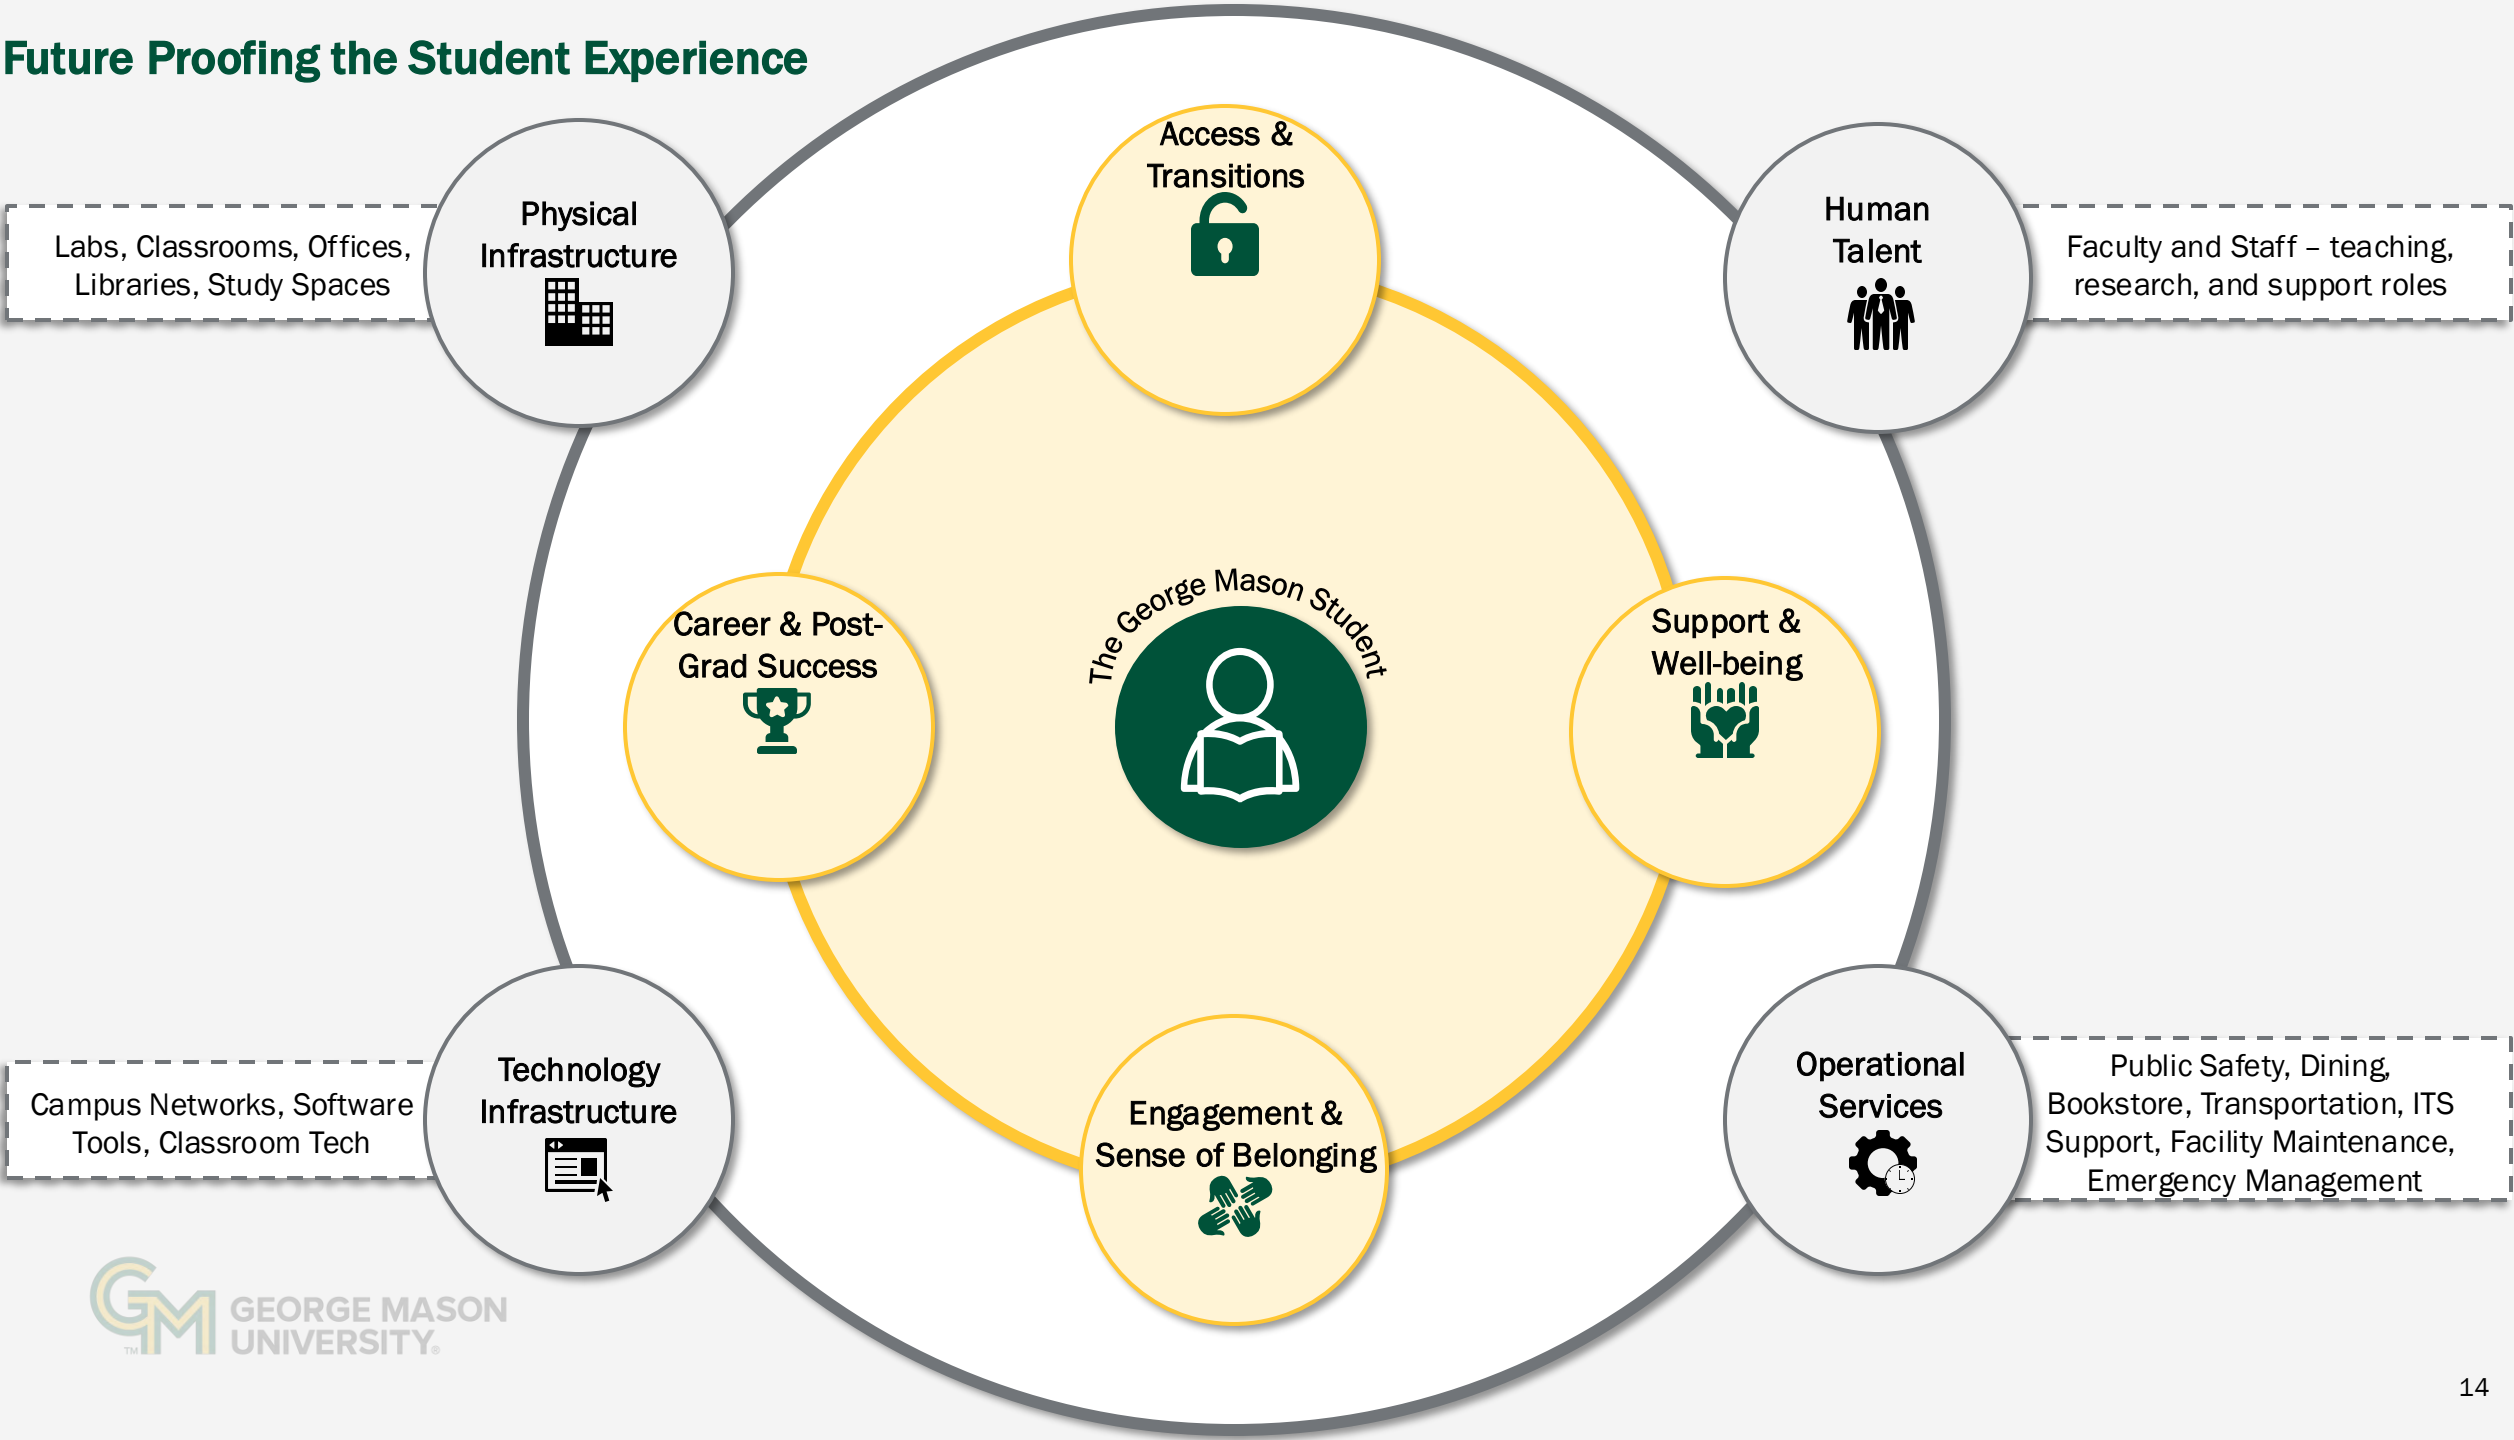 Future Proofing the Student Experience
Access &
Transitions
Physical
Infrastructure
Labs, Classrooms, Offices,
Libraries, Study Spaces
Human
Talent
Faculty and Staff – teaching,
research, and support roles
The George Mason Student
Career & Post-
Grad Success
Support &
Well-being
Technology
Infrastructure
Campus Networks, Software
Tools, Classroom Tech
Engagement &
Sense of Belonging
Operational
Services
Public Safety, Dining,
Bookstore, Transportation, ITS
Support, Facility Maintenance,
Emergency Management
GM
TM
GEORGE MASON
UNIVERSITY®
14